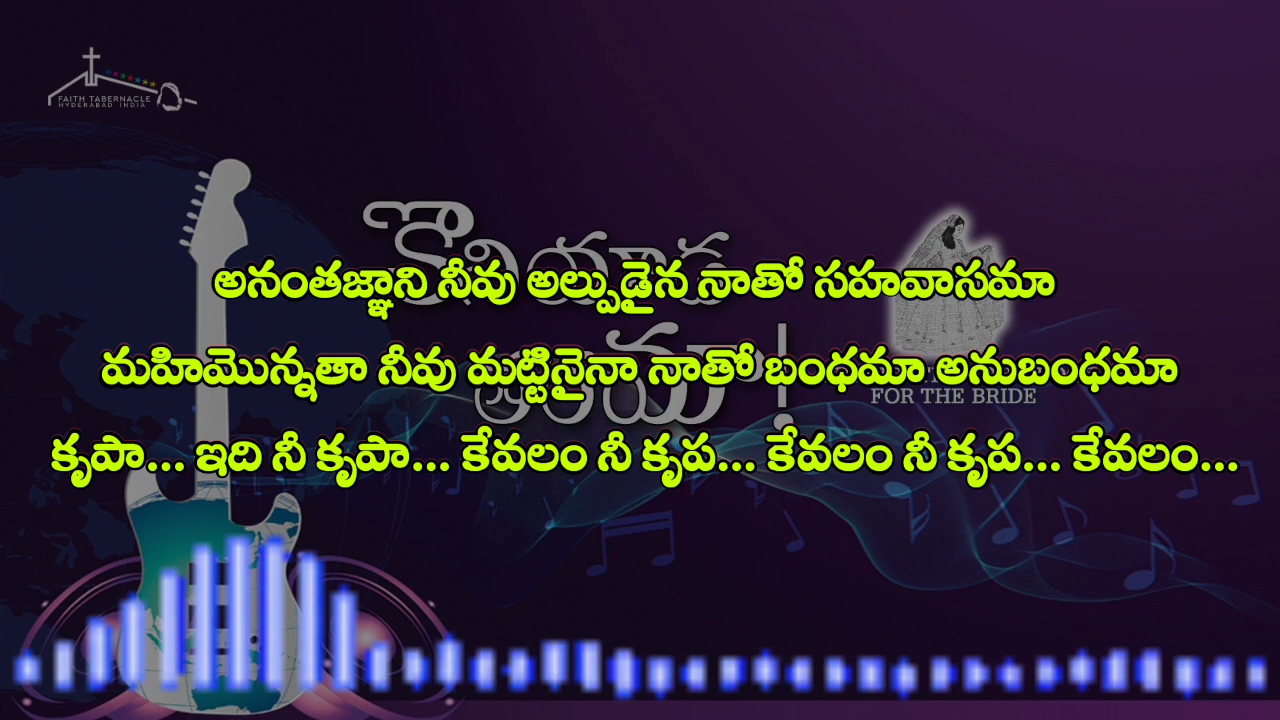 FAITH TABERNACLE
HYDERABAD INDIA
కొనియాడ
అనంతజ్ఞాని నీవు అల్పుడైన నాతో సహవాసమా
మహిమొన్నతా నీవు మట్టినైనా నాతో బంధమా అనుబంధమా
FOR THE BRIDE
కృపా... ఇది నీ కృపా... కేవలం నీ కృప... కేవలం నీ కృప... కేవలం...